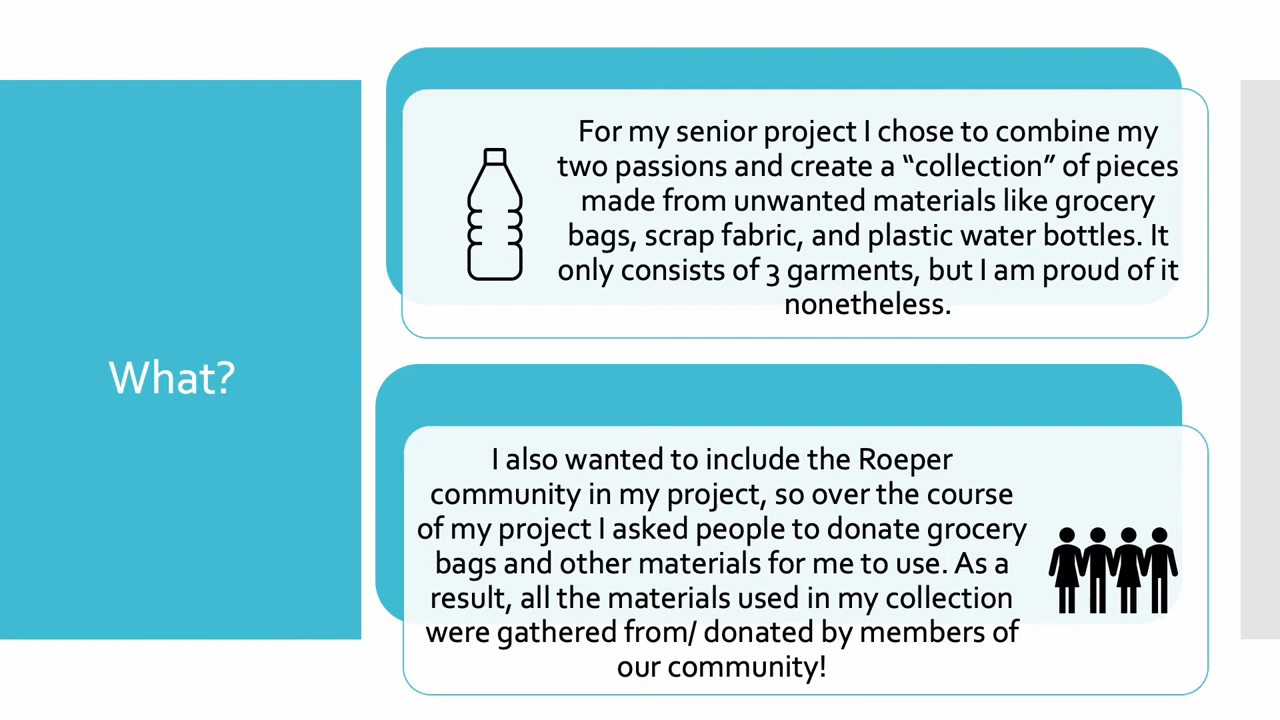 What?
For my senior project I chose to combine my
two passions and create a “collection” of pieces
made from unwanted materials like grocery
bags, scrap fabric, and plastic water bottles. It
only consists of 3 garments, but I am proud of it
nonetheless.
I also wanted to include the Roeper
community in my project, so over the course
of my project I asked people to donate grocery
bags and other materials for me to use. As a
result, all the materials used in my collection
were gathered from/ donated by members of
our community!